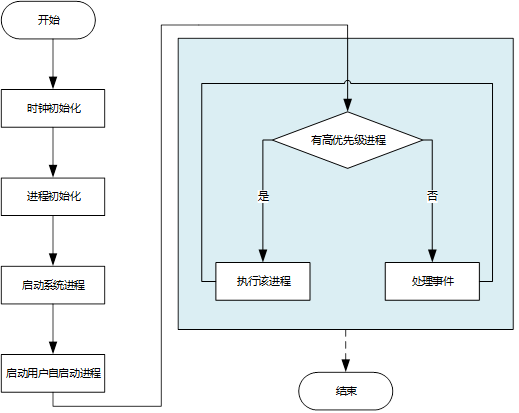 开始
时钟初始化
进程初始化
启动系统进程
启动用户自启动进程
有高优先级进程
是
否
执行该进程
处理事件
结束